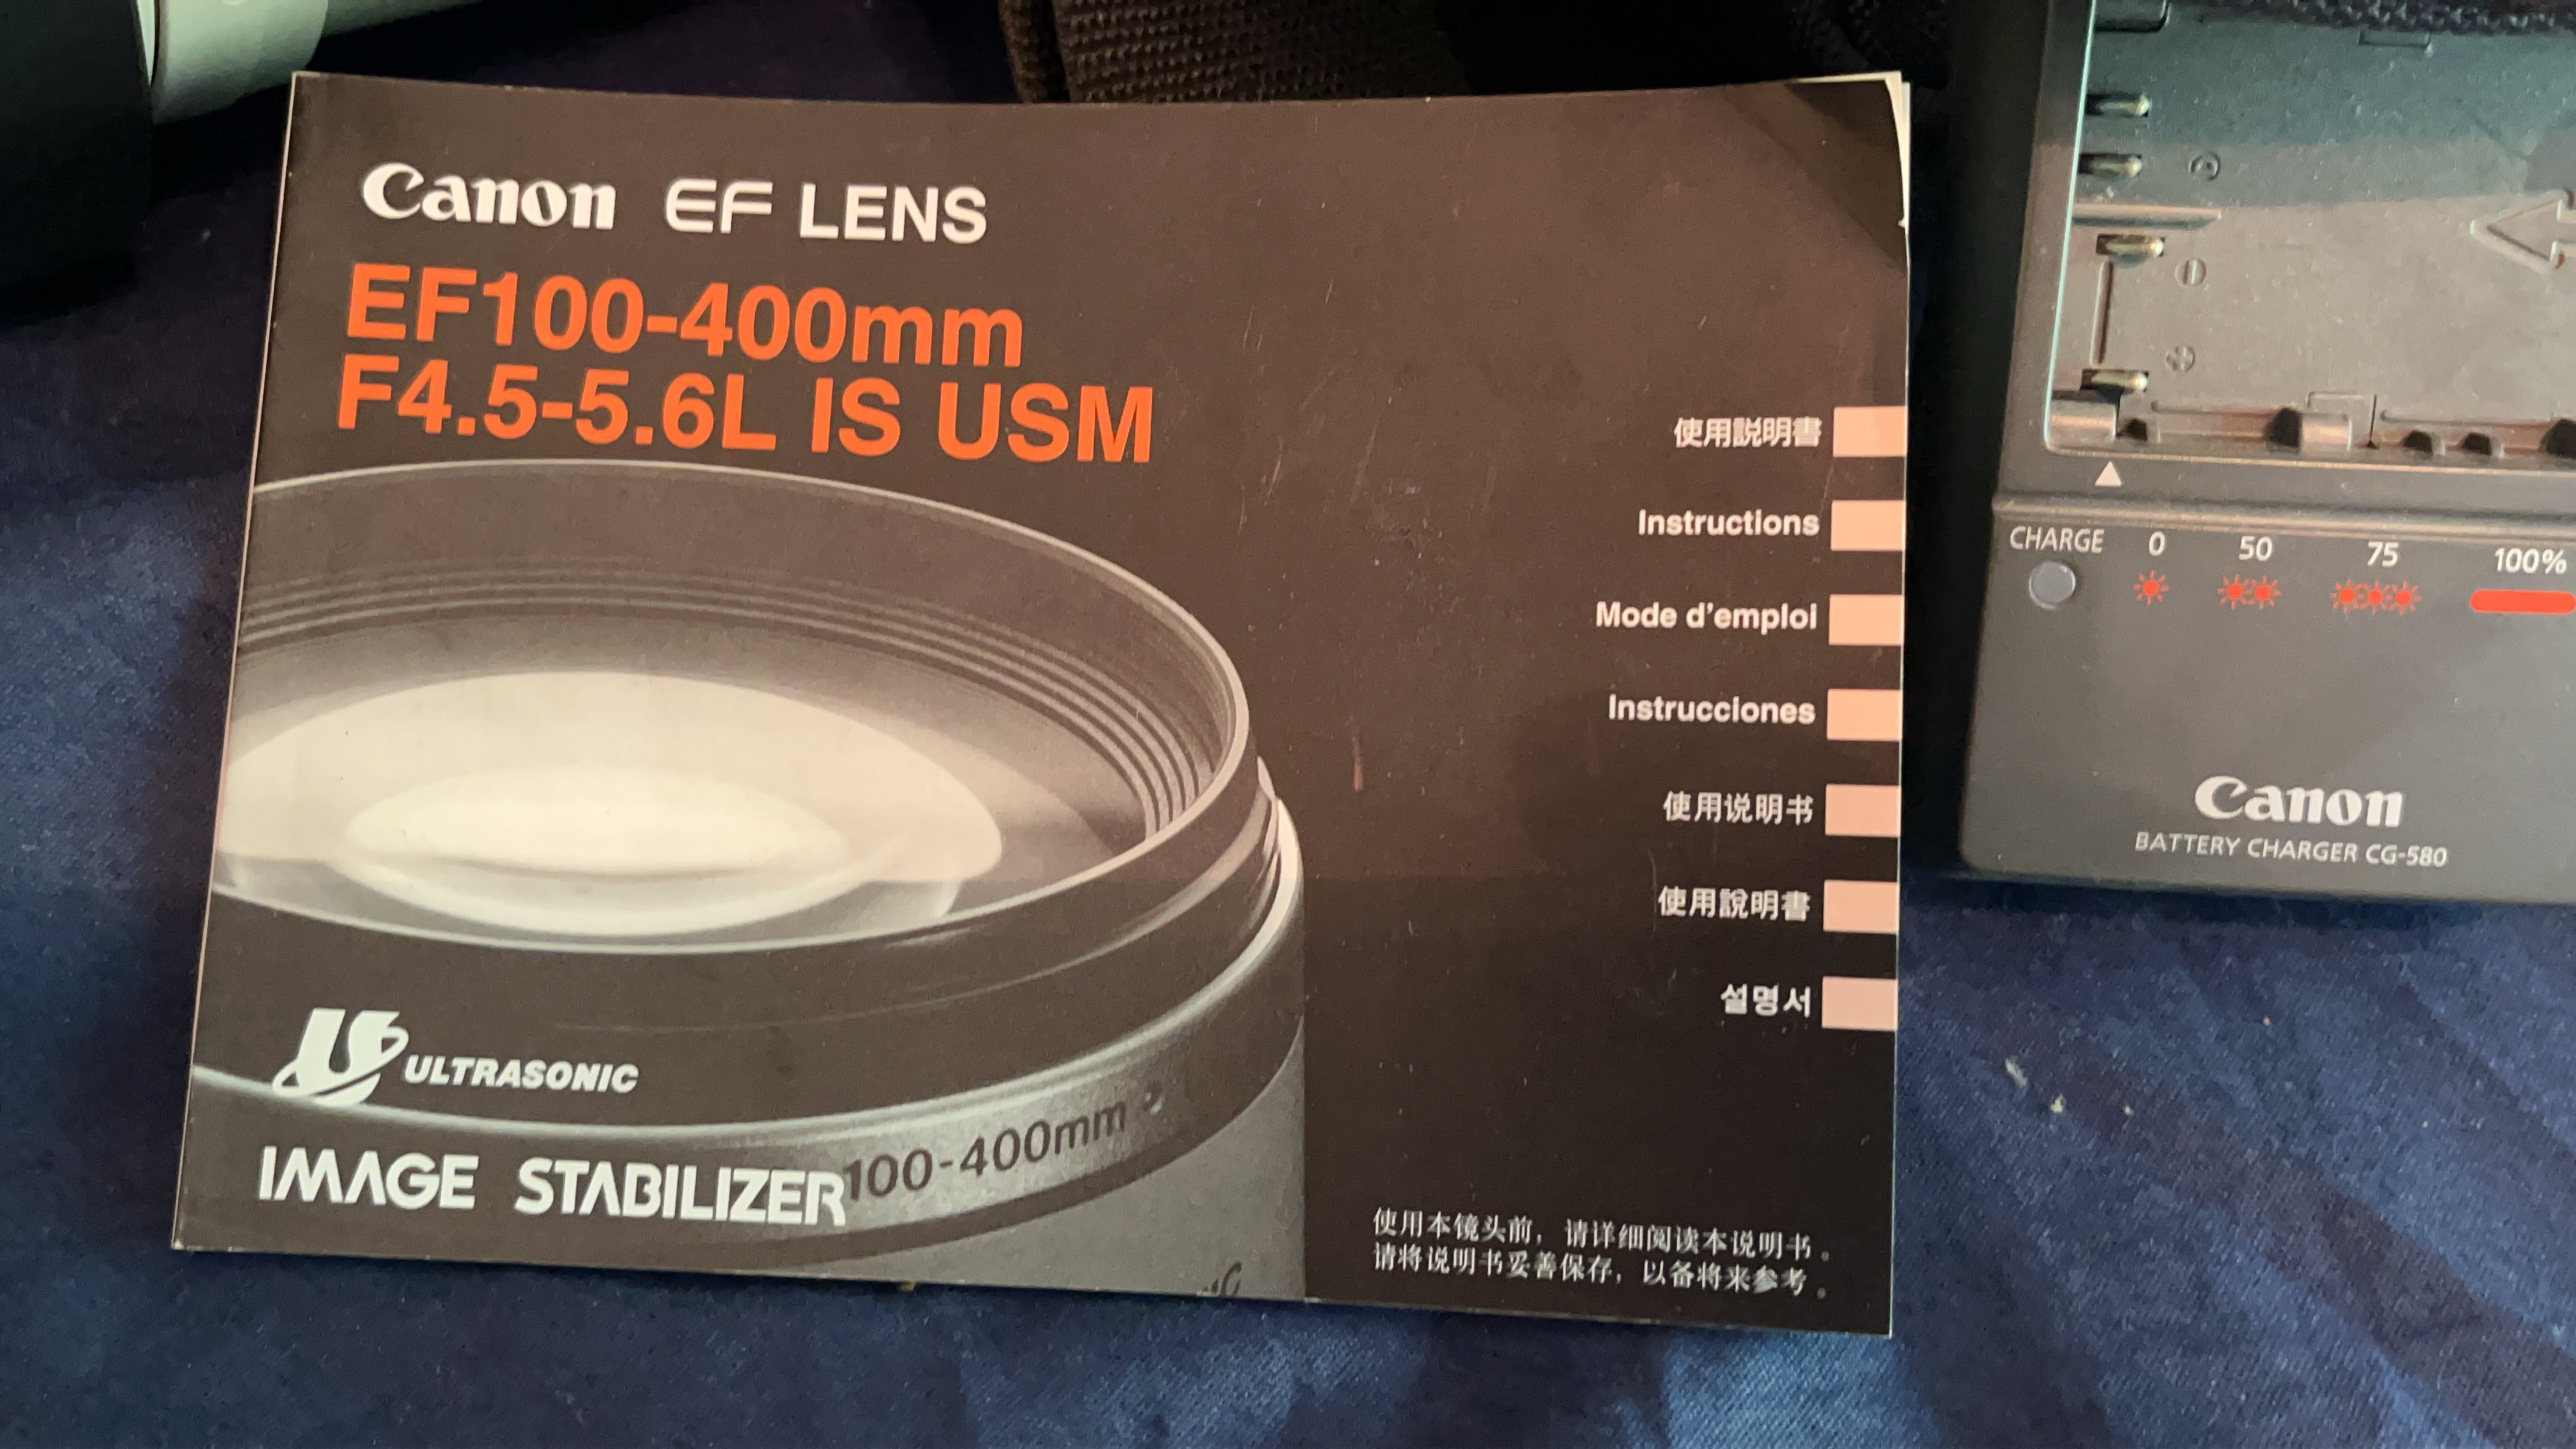 Canon EF LENS
EF100-400mm
F4.5-5.6L IS USM
使用説明書
Instructions
Mode d'emploi
Instrucciones
使用说明书
使用說明書
설명서
ULTRASONIC
IMAGE STABILIZER
100-400mm
使用本镜头前，请详细阅读本说明书。
请将说明书妥善保存，以备将来参考。
CHARGE 0 50 75 100%
Canon
BATTERY CHARGER CG-580